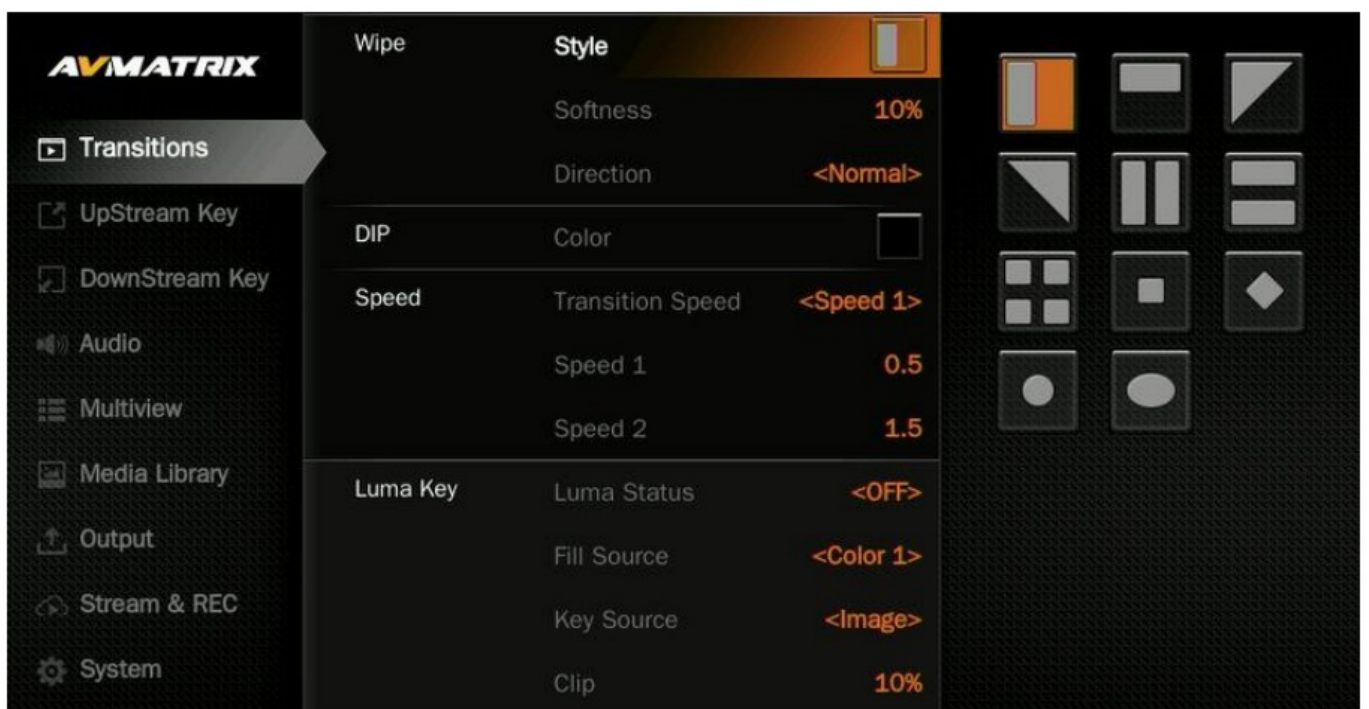 AVMATRIX
Transitions
UpStream Key
DownStream Key
Audio
Multiview
Media Library
Output
Stream & REC
System
Wipe Style
Softness 10%
Direction <Normal>
DIP Color
Speed Transition Speed <Speed 1>
Speed 1 0.5
Speed 2 1.5
Luma Key Luma Status <OFF>
Fill Source <Color 1>
Key Source <Image>
Clip 10%